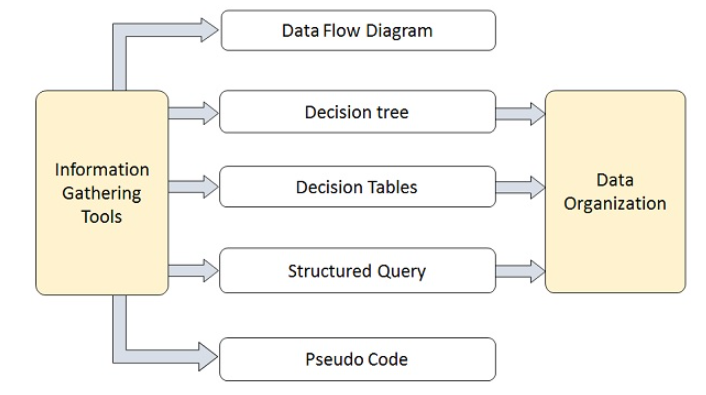 Data Flow Diagram
Decision tree
Information
Gathering
Tools
Decision Tables
Data
Organization
Structured Query
Pseudo Code